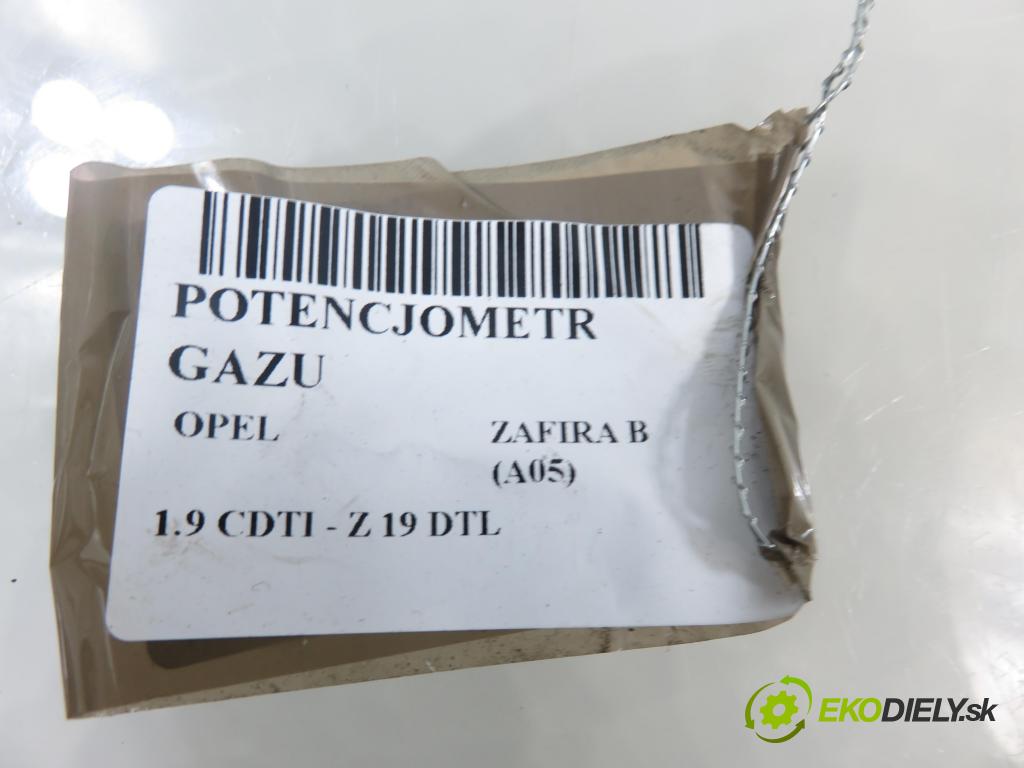 POTENCJOMETR
GAZU
OPEL ZAFIRA B
(A05)
1.9 CDTI - Z 19 DTL
EKODIELY.sk